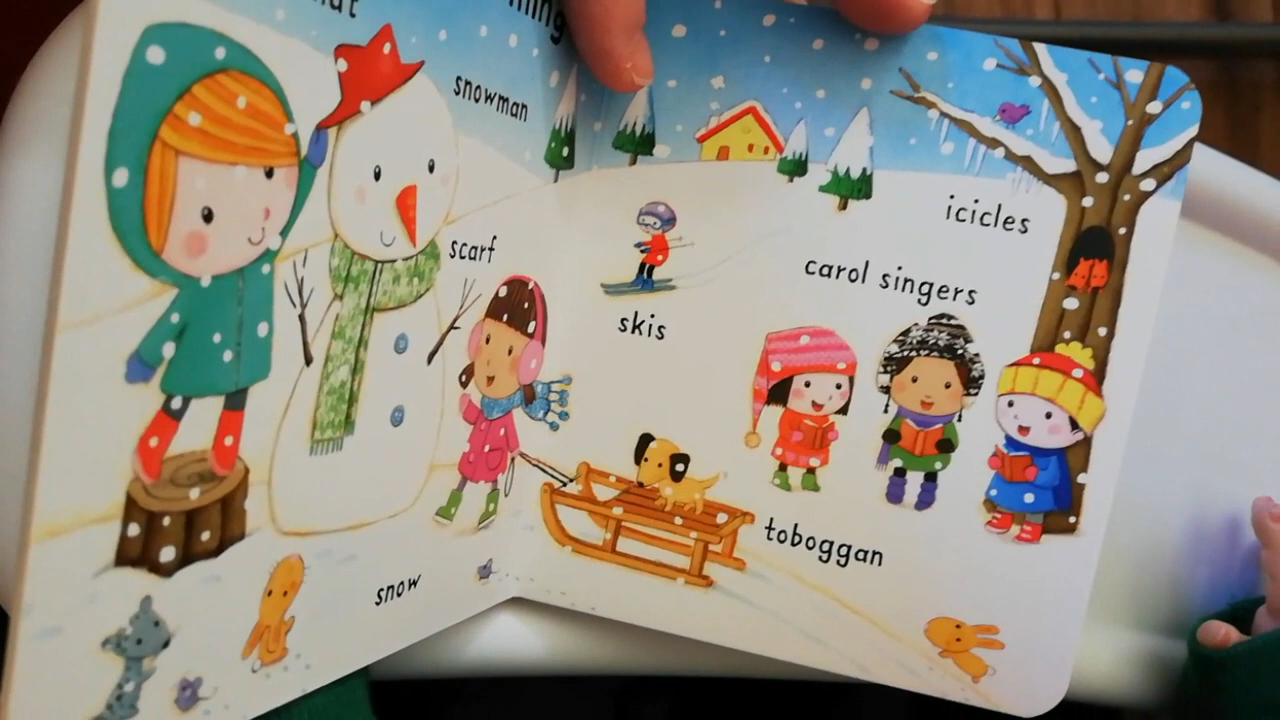 snowman
scarf
snow
skis
icicles
carol singers
toboggan